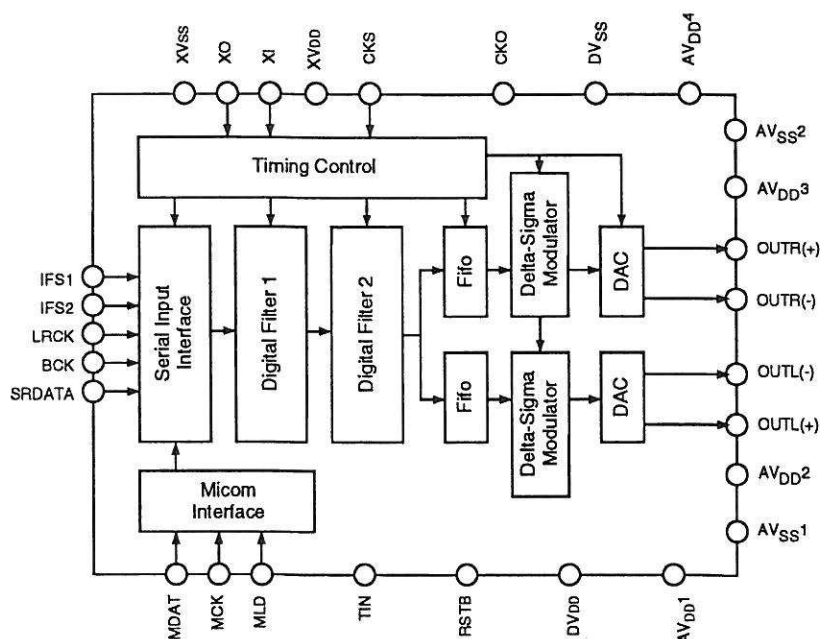 XVSS
XO
XI
XVDD
CKS
CKO
DVSS
AVDD4
AVSS2
AVDD3
OUTR(+)
OUTR(-)
OUTL(-)
OUTL(+)
AVDD2
AVSS1
Timing Control
IFS1
IFS2
LRCK
BCK
SRDATA
Serial Input
Interface
Digital Filter 1
Digital Filter 2
Fifo
Delta-Sigma
Modulator
DAC
Fifo
Delta-Sigma
Modulator
DAC
Micom
Interface
MDAT
MCK
MLD
TIN
RSTB
DVDD
AVDD1